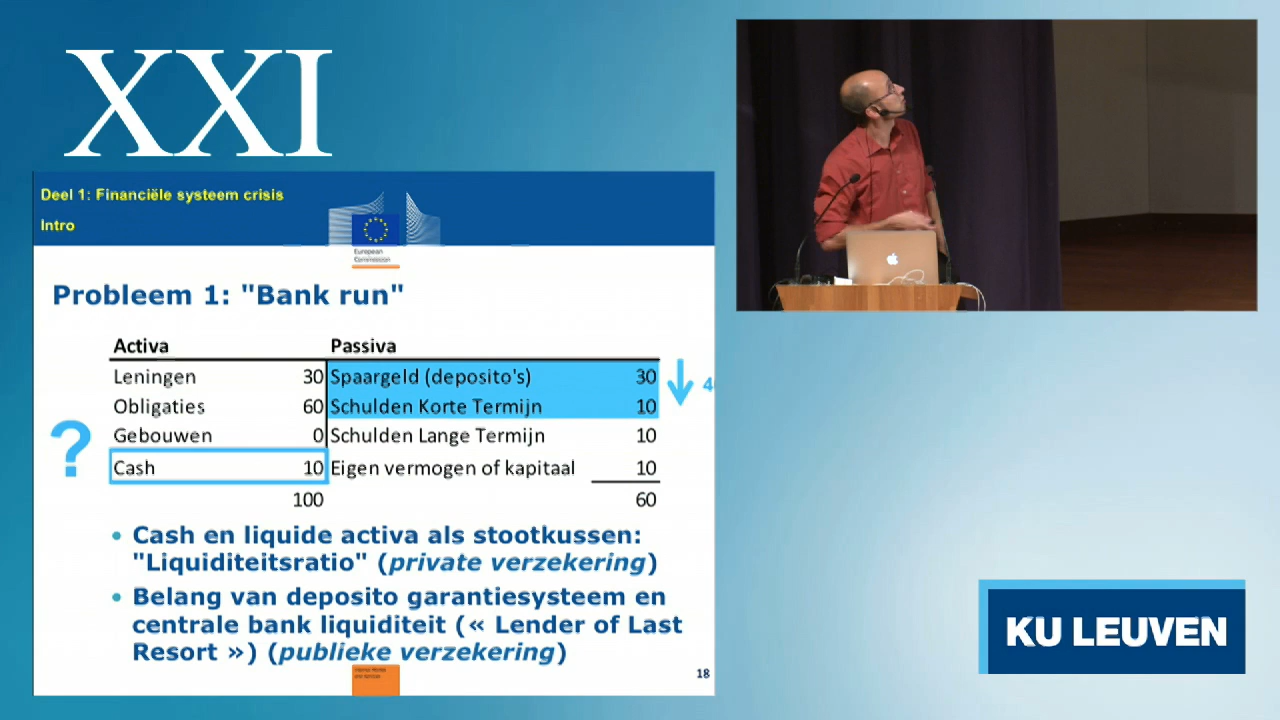 XXI
Deel 1: Financiële systeem crisis
Intro
European
Commission
Probleem 1: "Bank run"
Activa Passiva
Leningen 30 Spaargeld (deposito's) 30
Obligaties 60 Schulden Korte Termijn 10
Gebouwen 0 Schulden Lange Termijn 10
Cash 10 Eigen vermogen of kapitaal 10
100 60
? 4
• Cash en liquide activa als stootkussen:
"Liquiditeitsratio" (private verzekering)
• Belang van deposito garantiesysteem en
centrale bank liquiditeit (« Lender of Last
Resort ») (publieke verzekering)
18
KU LEUVEN